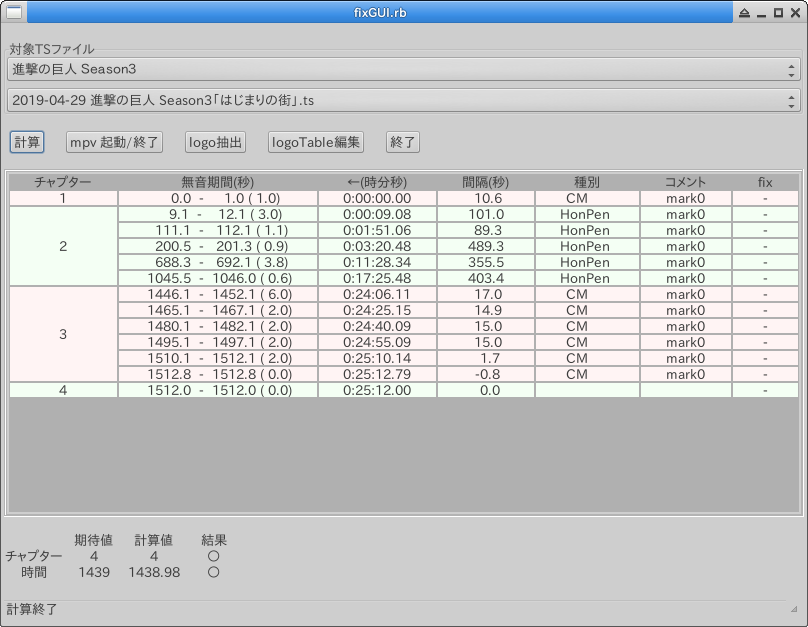 fixGUI.rb
対象TSファイル
進撃の巨人 Season3
2019-04-29 進撃の巨人 Season3「はじまりの街」.ts
計算 mpv 起動/終了 logo抽出 logoTable編集 終了
チャプター 無音期間(秒) ←(時分秒) 間隔(秒) 種別 コメント fix
1 0.0 - 1.0 ( 1.0) 0:00:00.00 10.6 CM mark0 -
9.1 - 12.1 ( 3.0) 0:00:09.08 101.0 HonPen mark0 -
111.1 - 112.1 ( 1.1) 0:01:51.06 89.3 HonPen mark0 -
2 200.5 - 201.3 ( 0.9) 0:03:20.48 489.3 HonPen mark0 -
688.3 - 692.1 ( 3.8) 0:11:28.34 355.5 HonPen mark0 -
1045.5 - 1046.0 ( 0.6) 0:17:25.48 403.4 HonPen mark0 -
1446.1 - 1452.1 ( 6.0) 0:24:06.11 17.0 CM mark0 -
1465.1 - 1467.1 ( 2.0) 0:24:25.15 14.9 CM mark0 -
1480.1 - 1482.1 ( 2.0) 0:24:40.09 15.0 CM mark0 -
3 1495.1 - 1497.1 ( 2.0) 0:24:55.09 15.0 CM mark0 -
1510.1 - 1512.1 ( 2.0) 0:25:10.14 1.7 CM mark0 -
1512.8 - 1512.8 ( 0.0) 0:25:12.79 -0.8 CM mark0 -
4 1512.0 - 1512.0 ( 0.0) 0:25:12.00 0.0 -
期待値 計算値 結果
チャプター 4 4 〇
時間 1439 1438.98 〇
計算終了